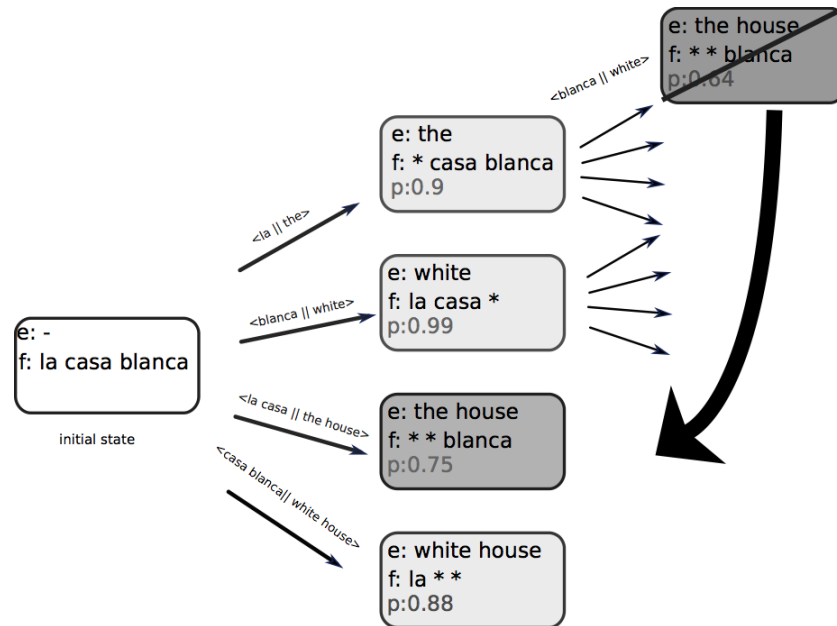 e: the house
f: * * blanca
p:0.64
<blanca || white>
e: the
f: * casa blanca
p:0.9
<la || the>
e: white
f: la casa *
p:0.99
<blanca || white>
e: -
f: la casa blanca
initial state
e: the house
f: * * blanca
p:0.75
<la casa || the house>
<casa blanca|| white house>
e: white house
f: la * *
p:0.88